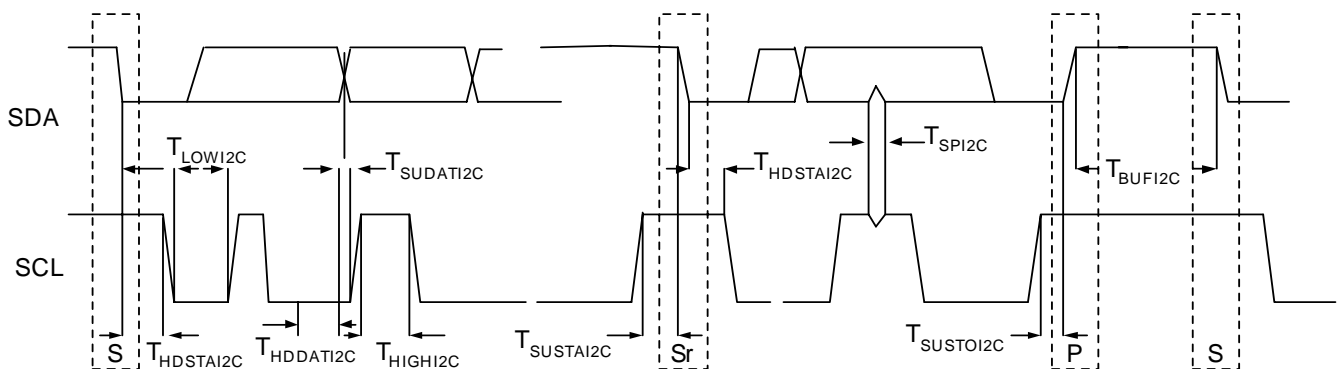 SDA
T_LOWI2C
T_SUDATI2C
T_HDSTAI2C
T_SPI2C
T_BUFI2C
SCL
S
T_HDSTAI2C
T_HDDATI2C
T_HIGHI2C
T_SUSTAI2C
Sr
T_SUSTOI2C
P
S